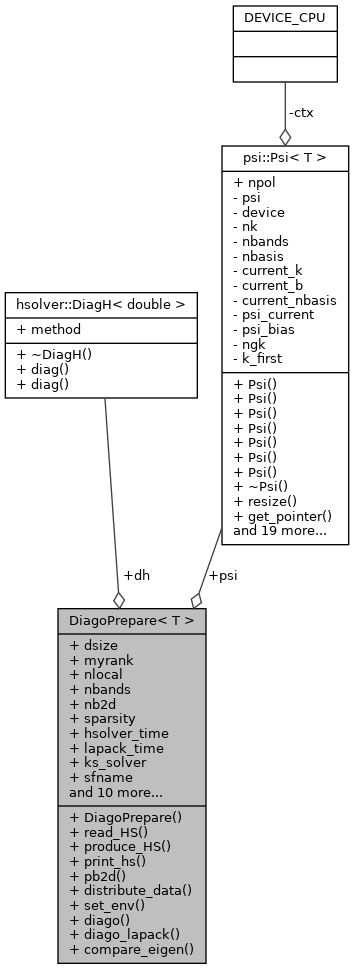 DEVICE_CPU
-ctx
psi::Psi< T >
+ npol
- psi
- device
- nk
- nbands
- nbasis
- current_k
- current_b
- current_nbasis
- psi_current
- psi_bias
- ngk
- k_first
+ Psi()
+ Psi()
+ Psi()
+ Psi()
+ Psi()
+ Psi()
+ Psi()
+ ~Psi()
+ resize()
+ get_pointer()
and 19 more...
hsolver::DiagH< double >
+ method
+ ~DiagH()
+ diag()
+ diag()
+dh
+psi
DiagoPrepare< T >
+ dsize
+ myrank
+ nlocal
+ nbands
+ nb2d
+ sparsity
+ hsolver_time
+ lapack_time
+ ks_solver
+ sfname
and 10 more...
+ DiagoPrepare()
+ read_HS()
+ produce_HS()
+ print_hs()
+ pb2d()
+ distribute_data()
+ set_env()
+ diago()
+ diago_lapack()
+ compare_eigen()